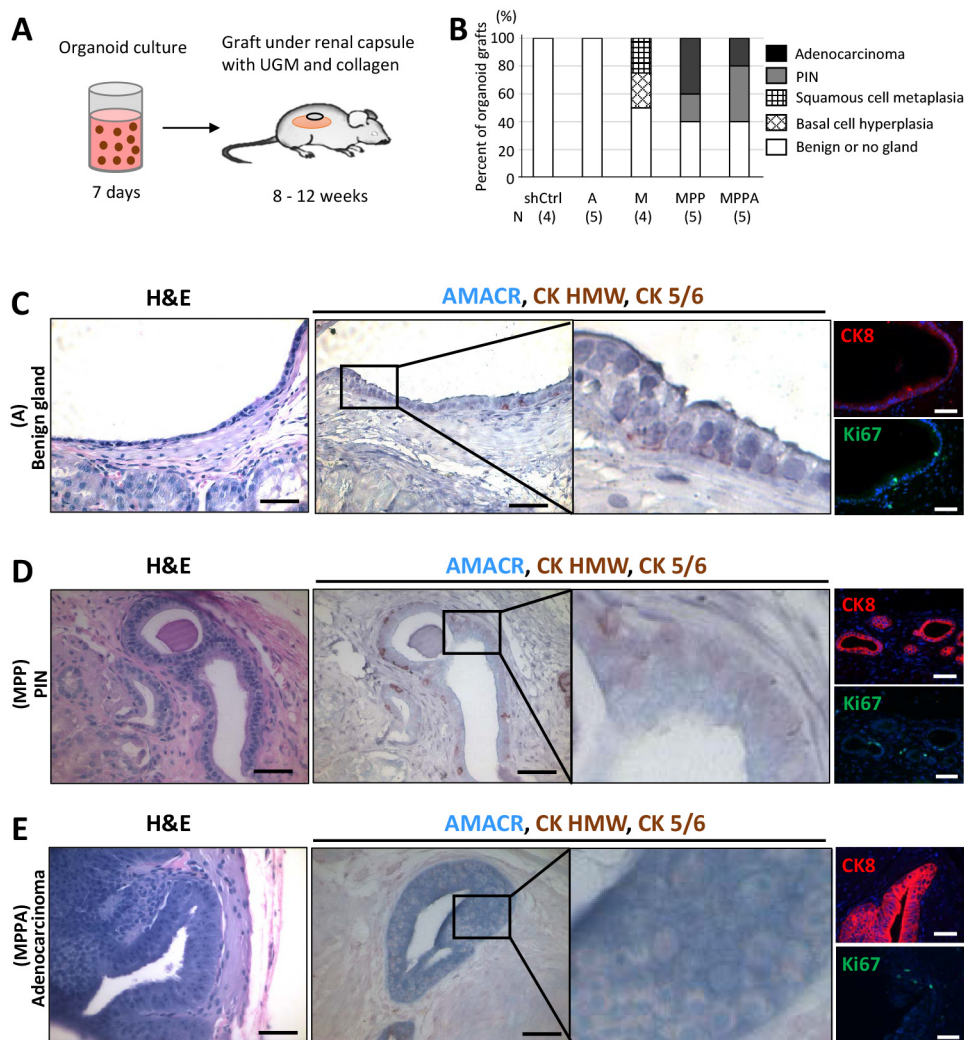 A
Organoid culture
Graft under renal capsule
with UGM and collagen
7 days
8 - 12 weeks
B
(%)
Percent of organoid grafts
100
80
60
40
20
0
shCtrl A M MPP MPPA
N (4) (5) (4) (5) (5)
Adenocarcinoma
PIN
Squamous cell metaplasia
Basal cell hyperplasia
Benign or no gland
C
H&E
AMACR, CK HMW, CK 5/6
(A)
Benign gland
CK8
Ki67
D
H&E
AMACR, CK HMW, CK 5/6
(MPP)
PIN
CK8
Ki67
E
H&E
AMACR, CK HMW, CK 5/6
(MPPA)
Adenocarcinoma
CK8
Ki67